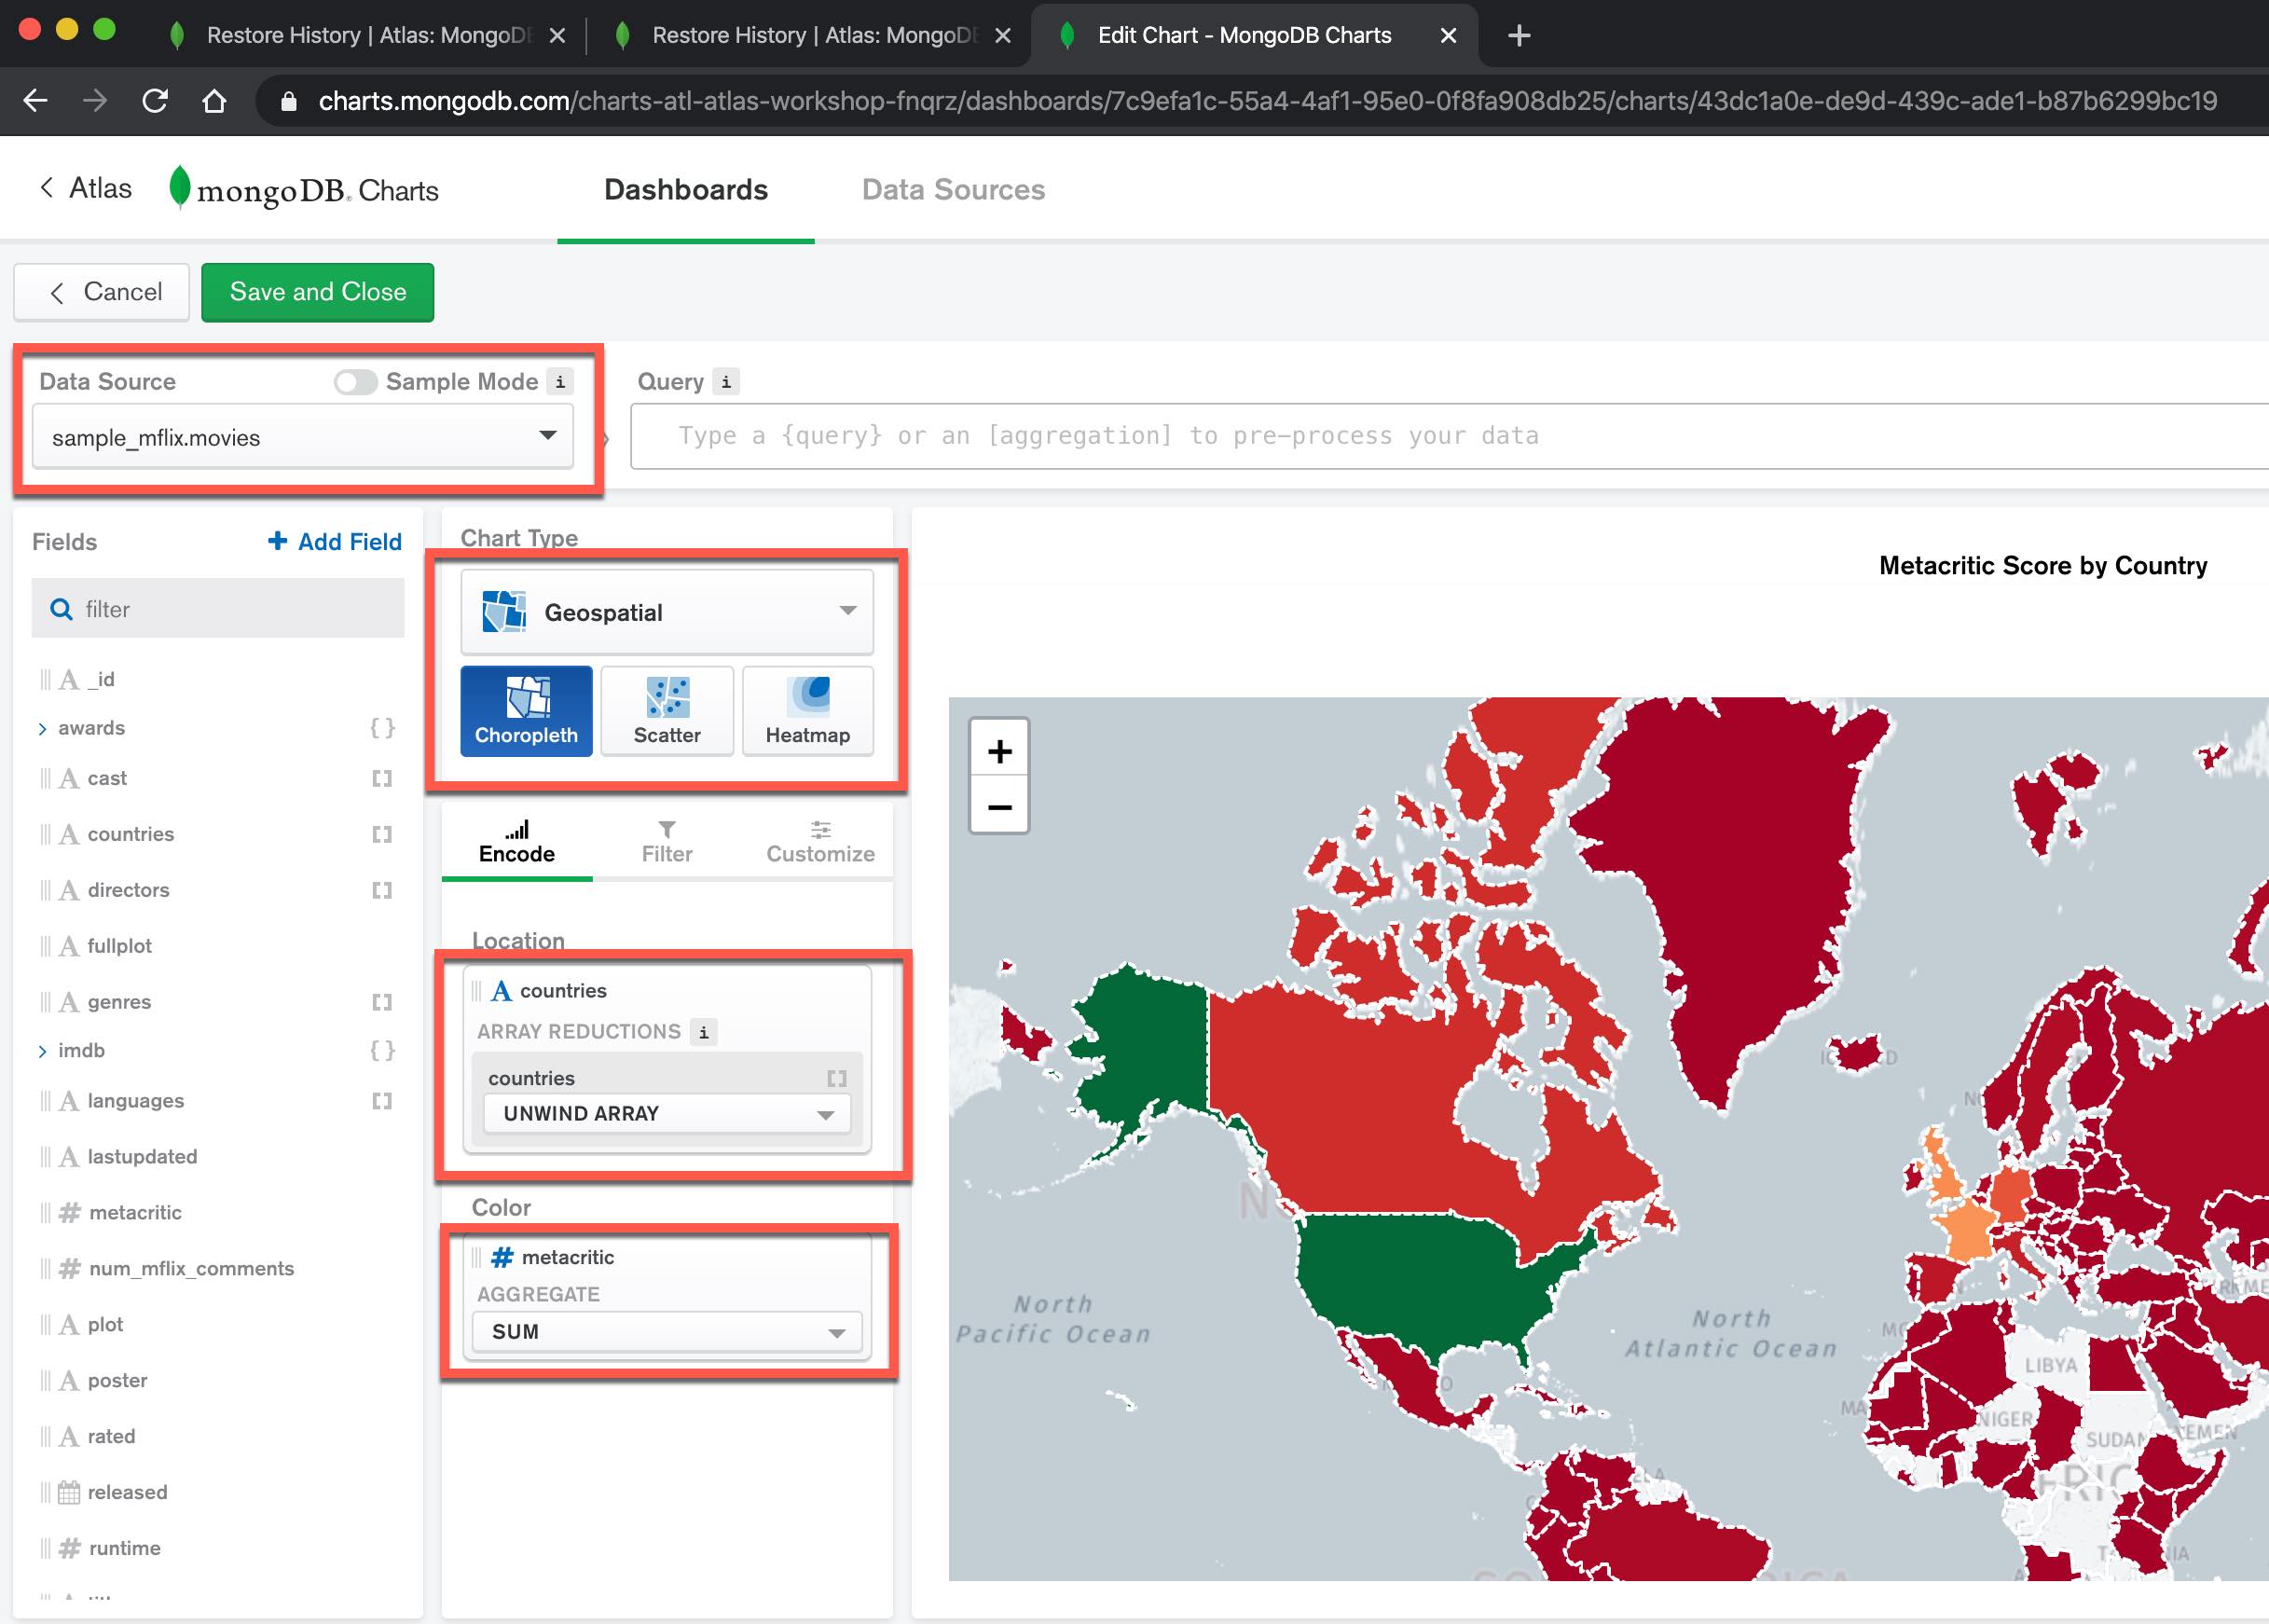 Restore History | Atlas: MongoDB
Restore History | Atlas: MongoDB
Edit Chart - MongoDB Charts
charts.mongodb.com/charts-atl-atlas-workshop-fnqrz/dashboards/7c9efa1c-55a4-4af1-95e0-0f8fa908db25/charts/43dc1a0e-de9d-439c-ade1-b87b6299bc19
Atlas
mongoDB. Charts
Dashboards
Data Sources
Cancel
Save and Close
Data Source
Sample Mode i
sample_mflix.movies
Query i
Type a {query} or an [aggregation] to pre-process your data
Fields
+ Add Field
filter
A _id
awards { }
A cast [ ]
A countries [ ]
A directors [ ]
A fullplot
A genres [ ]
imdb { }
A languages [ ]
A lastupdated
# metacritic
# num_mflix_comments
A plot
A poster
A rated
released
# runtime
Chart Type
Geospatial
Choropleth
Scatter
Heatmap
Encode
Filter
Customize
Location
A countries
ARRAY REDUCTIONS i
countries [ ]
UNWIND ARRAY
Color
# metacritic
AGGREGATE
SUM
Metacritic Score by Country
+
−
North
Pacific Ocean
North
Atlantic Ocean
LIBYA
NIGER
SUDAN
YEMEN